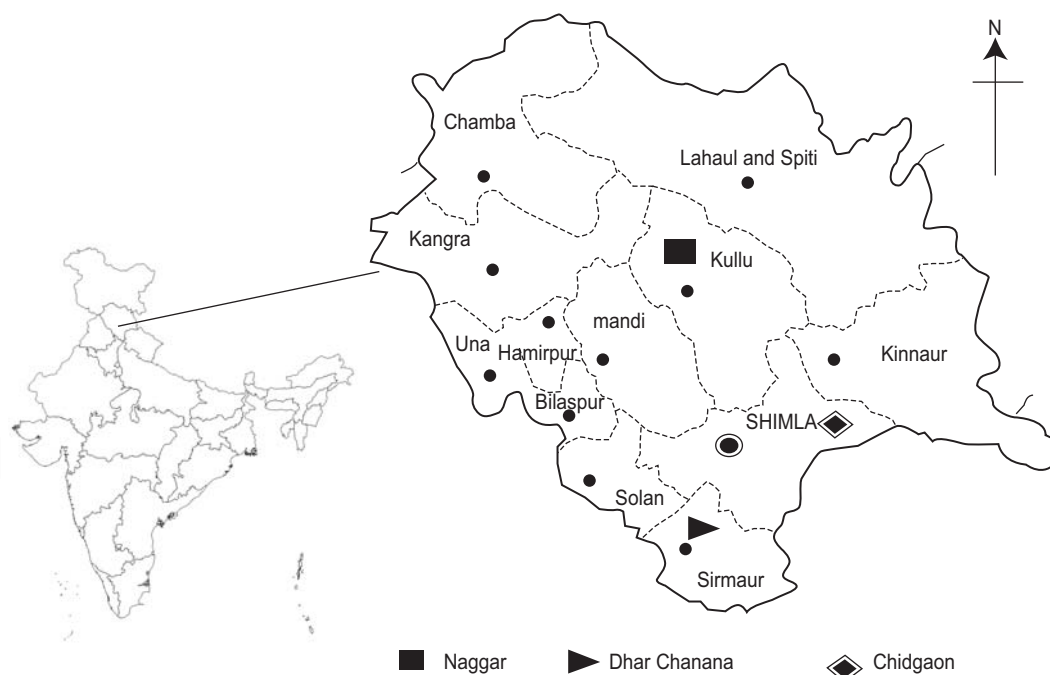 N
Chamba
Lahaul and Spiti
Kangra
Kullu
mandi
Una
Hamirpur
Kinnaur
Bilaspur
SHIMLA
Solan
Sirmaur
Naggar
Dhar Chanana
Chidgaon